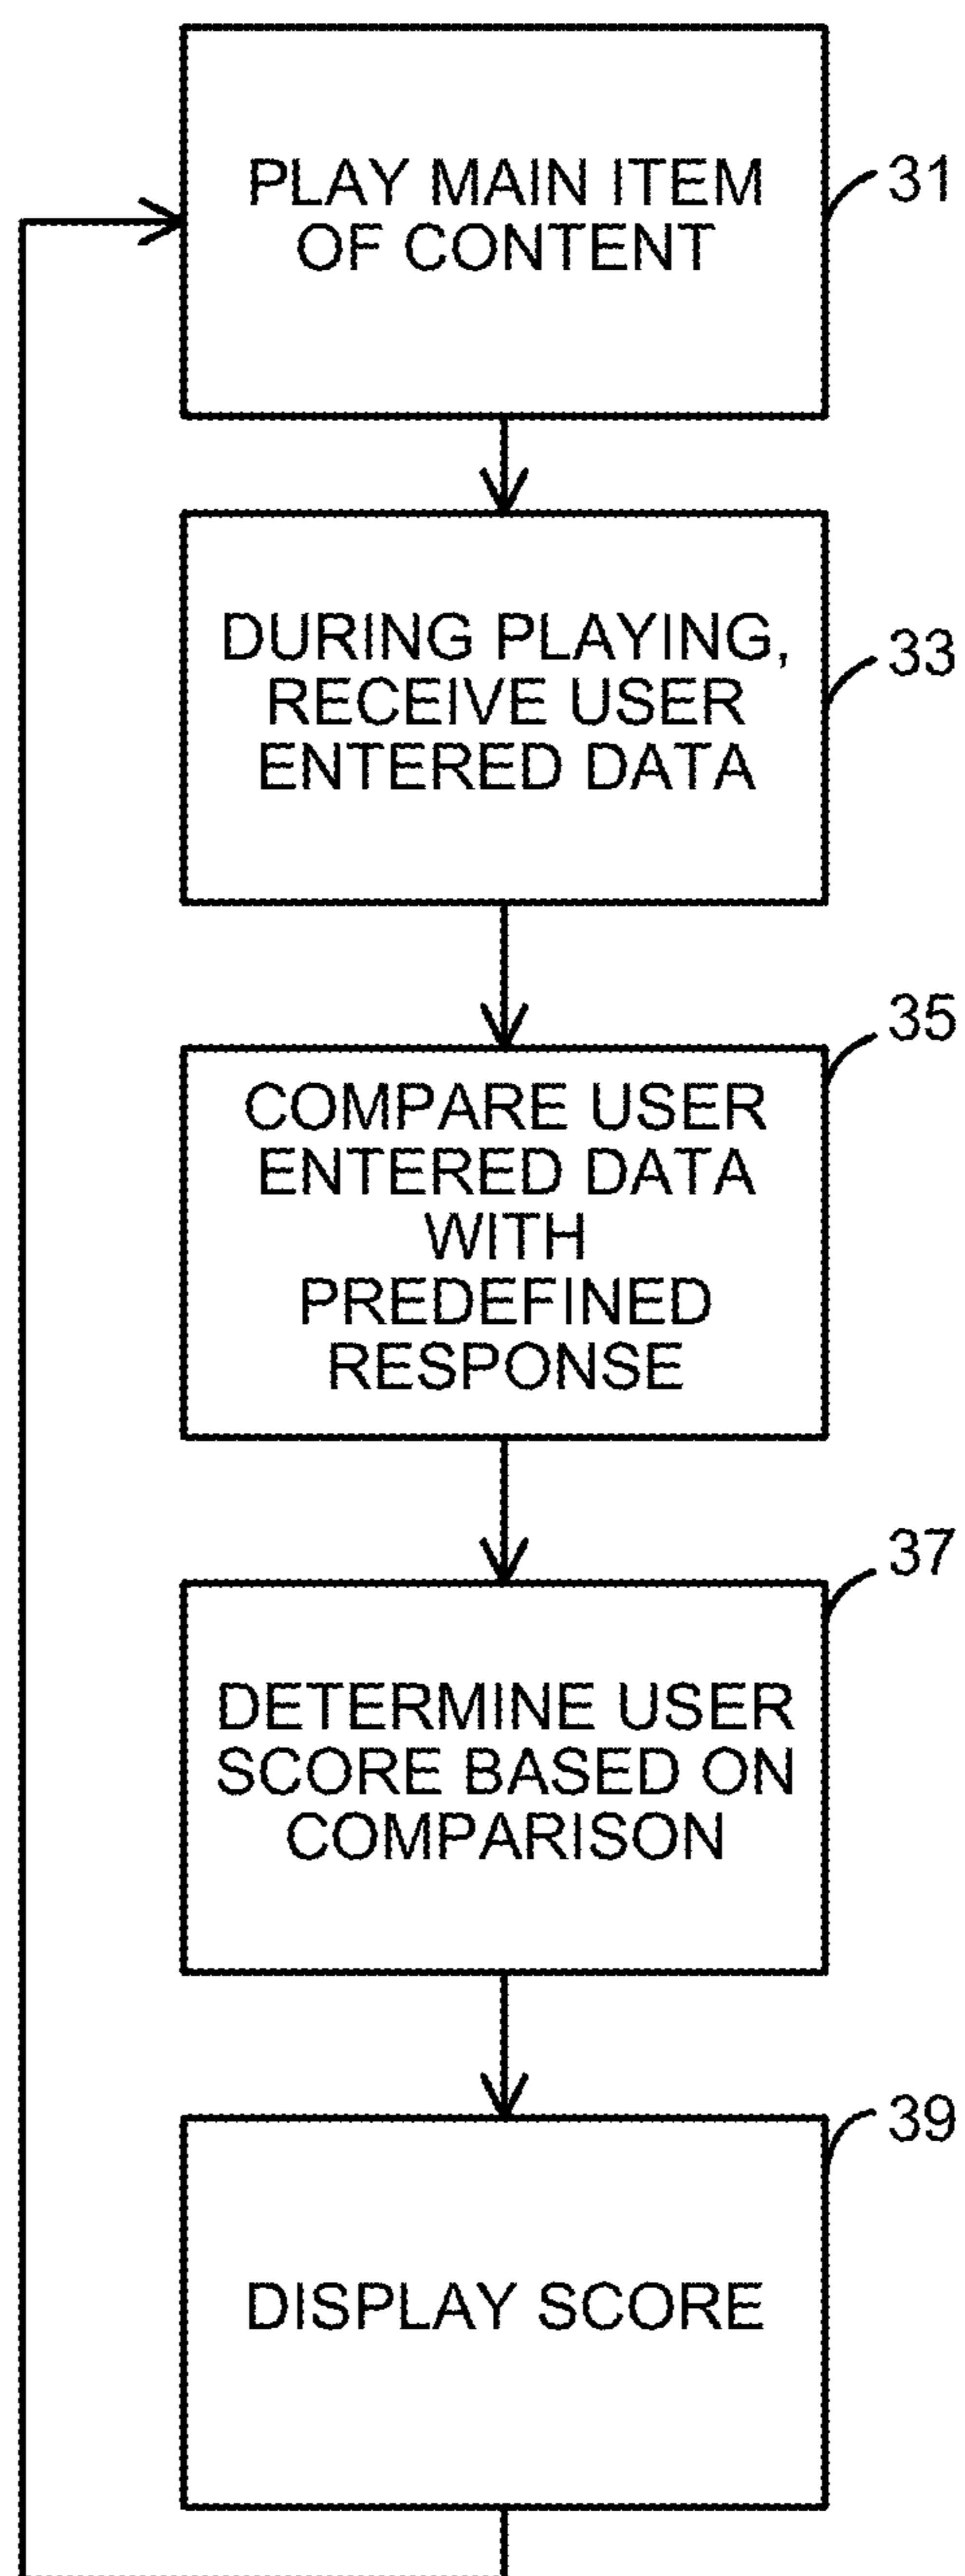 PLAY MAIN ITEM
OF CONTENT
31
DURING PLAYING,
RECEIVE USER
ENTERED DATA
33
COMPARE USER
ENTERED DATA
WITH
PREDEFINED
RESPONSE
35
DETERMINE USER
SCORE BASED ON
COMPARISON
37
DISPLAY SCORE
39